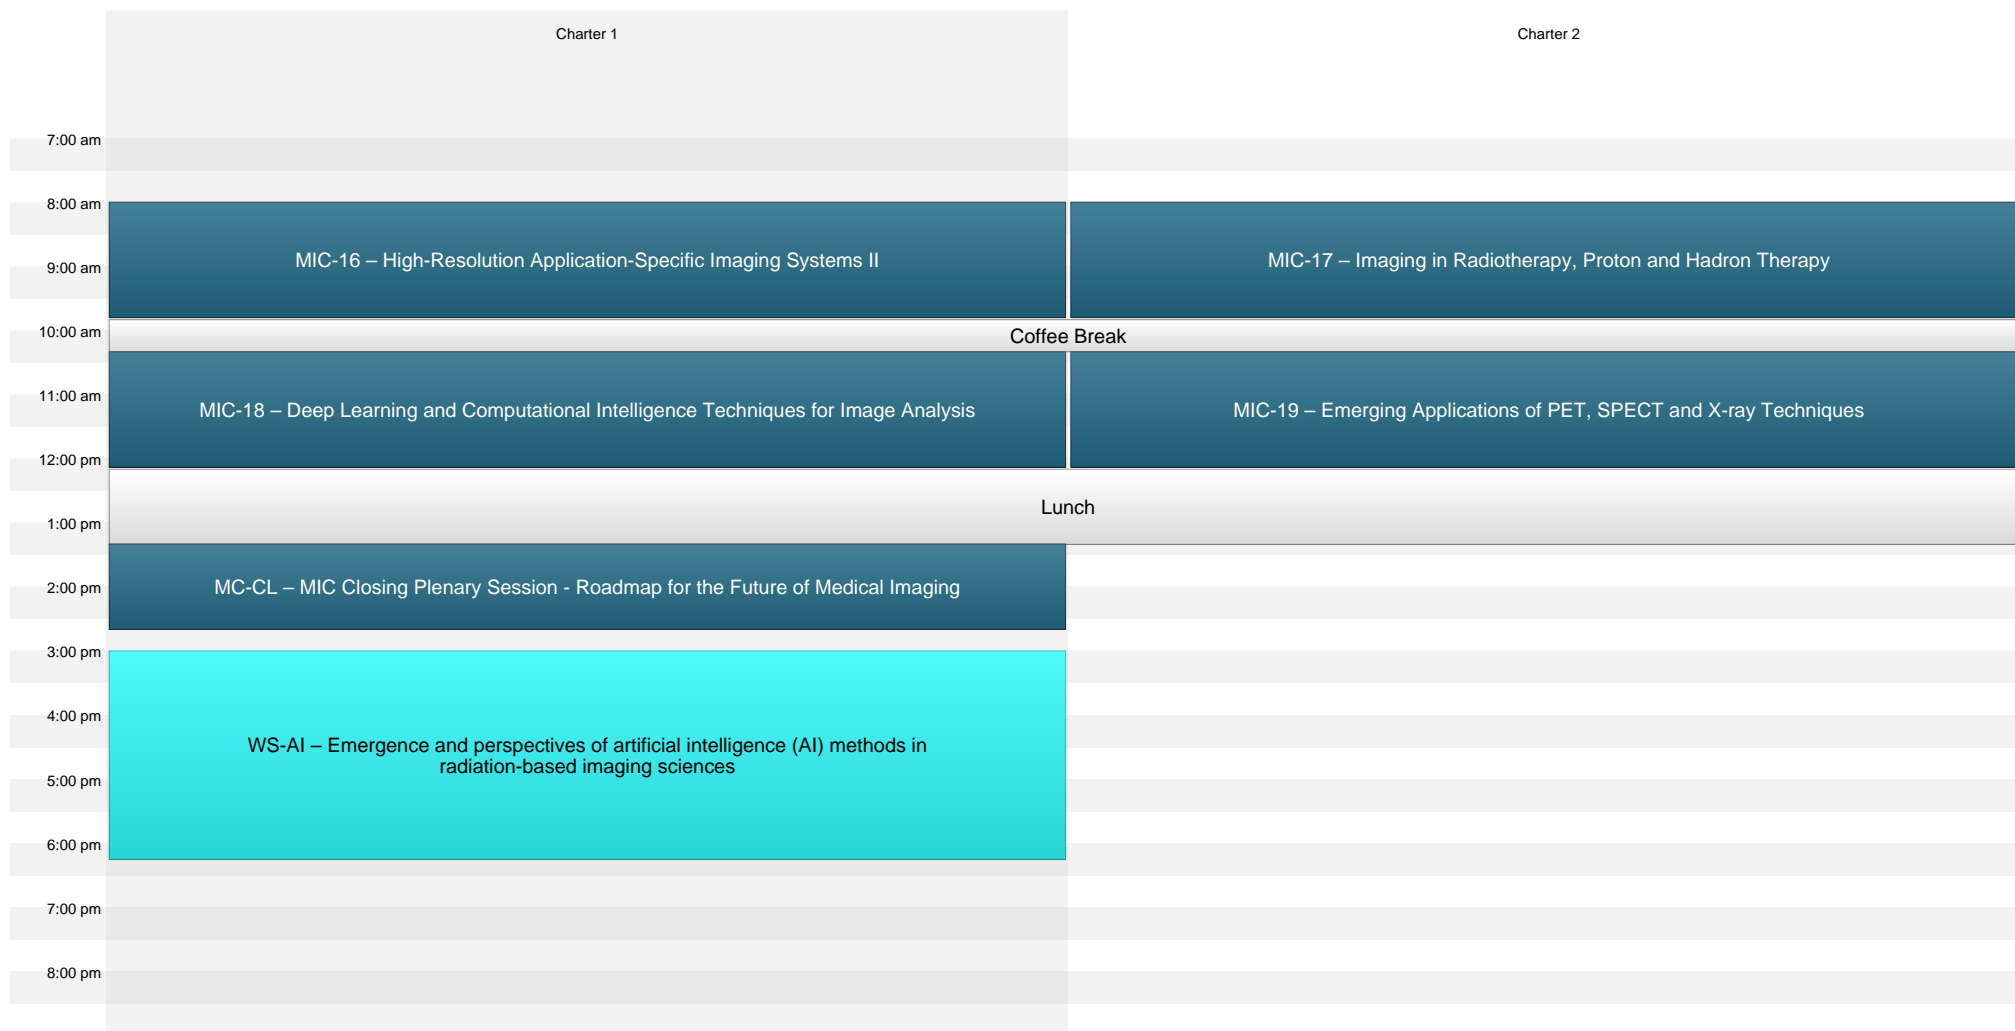 Charter 1
Charter 2
7:00 am
8:00 am
MIC-16 – High-Resolution Application-Specific Imaging Systems II
MIC-17 – Imaging in Radiotherapy, Proton and Hadron Therapy
9:00 am
10:00 am
Coffee Break
11:00 am
MIC-18 – Deep Learning and Computational Intelligence Techniques for Image Analysis
MIC-19 – Emerging Applications of PET, SPECT and X-ray Techniques
12:00 pm
Lunch
1:00 pm
2:00 pm
MC-CL – MIC Closing Plenary Session - Roadmap for the Future of Medical Imaging
3:00 pm
4:00 pm
WS-AI – Emergence and perspectives of artificial intelligence (AI) methods in
radiation-based imaging sciences
5:00 pm
6:00 pm
7:00 pm
8:00 pm